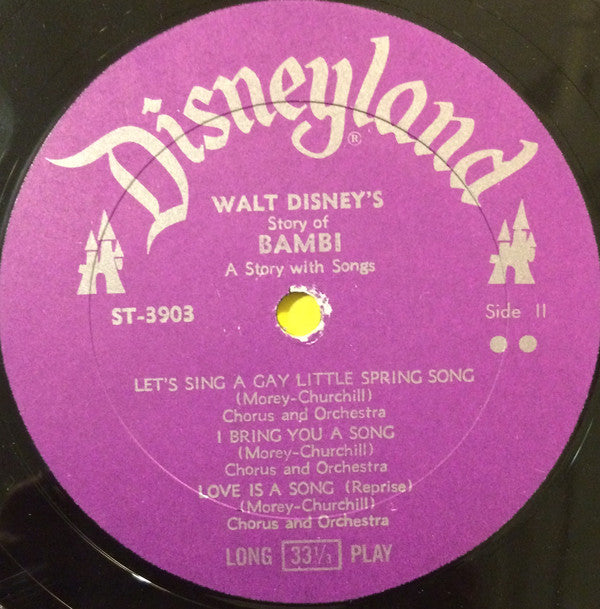 Disneyland
®
WALT DISNEY'S
Story of
BAMBI
A Story with Songs
ST-3903
Side II
LET'S SING A GAY LITTLE SPRING SONG
(Morey-Churchill)
Chorus and Orchestra
I BRING YOU A SONG
(Morey-Churchill)
Chorus and Orchestra
LOVE IS A SONG (Reprise)
(Morey-Churchill)
Chorus and Orchestra
LONG 33⅓ PLAY